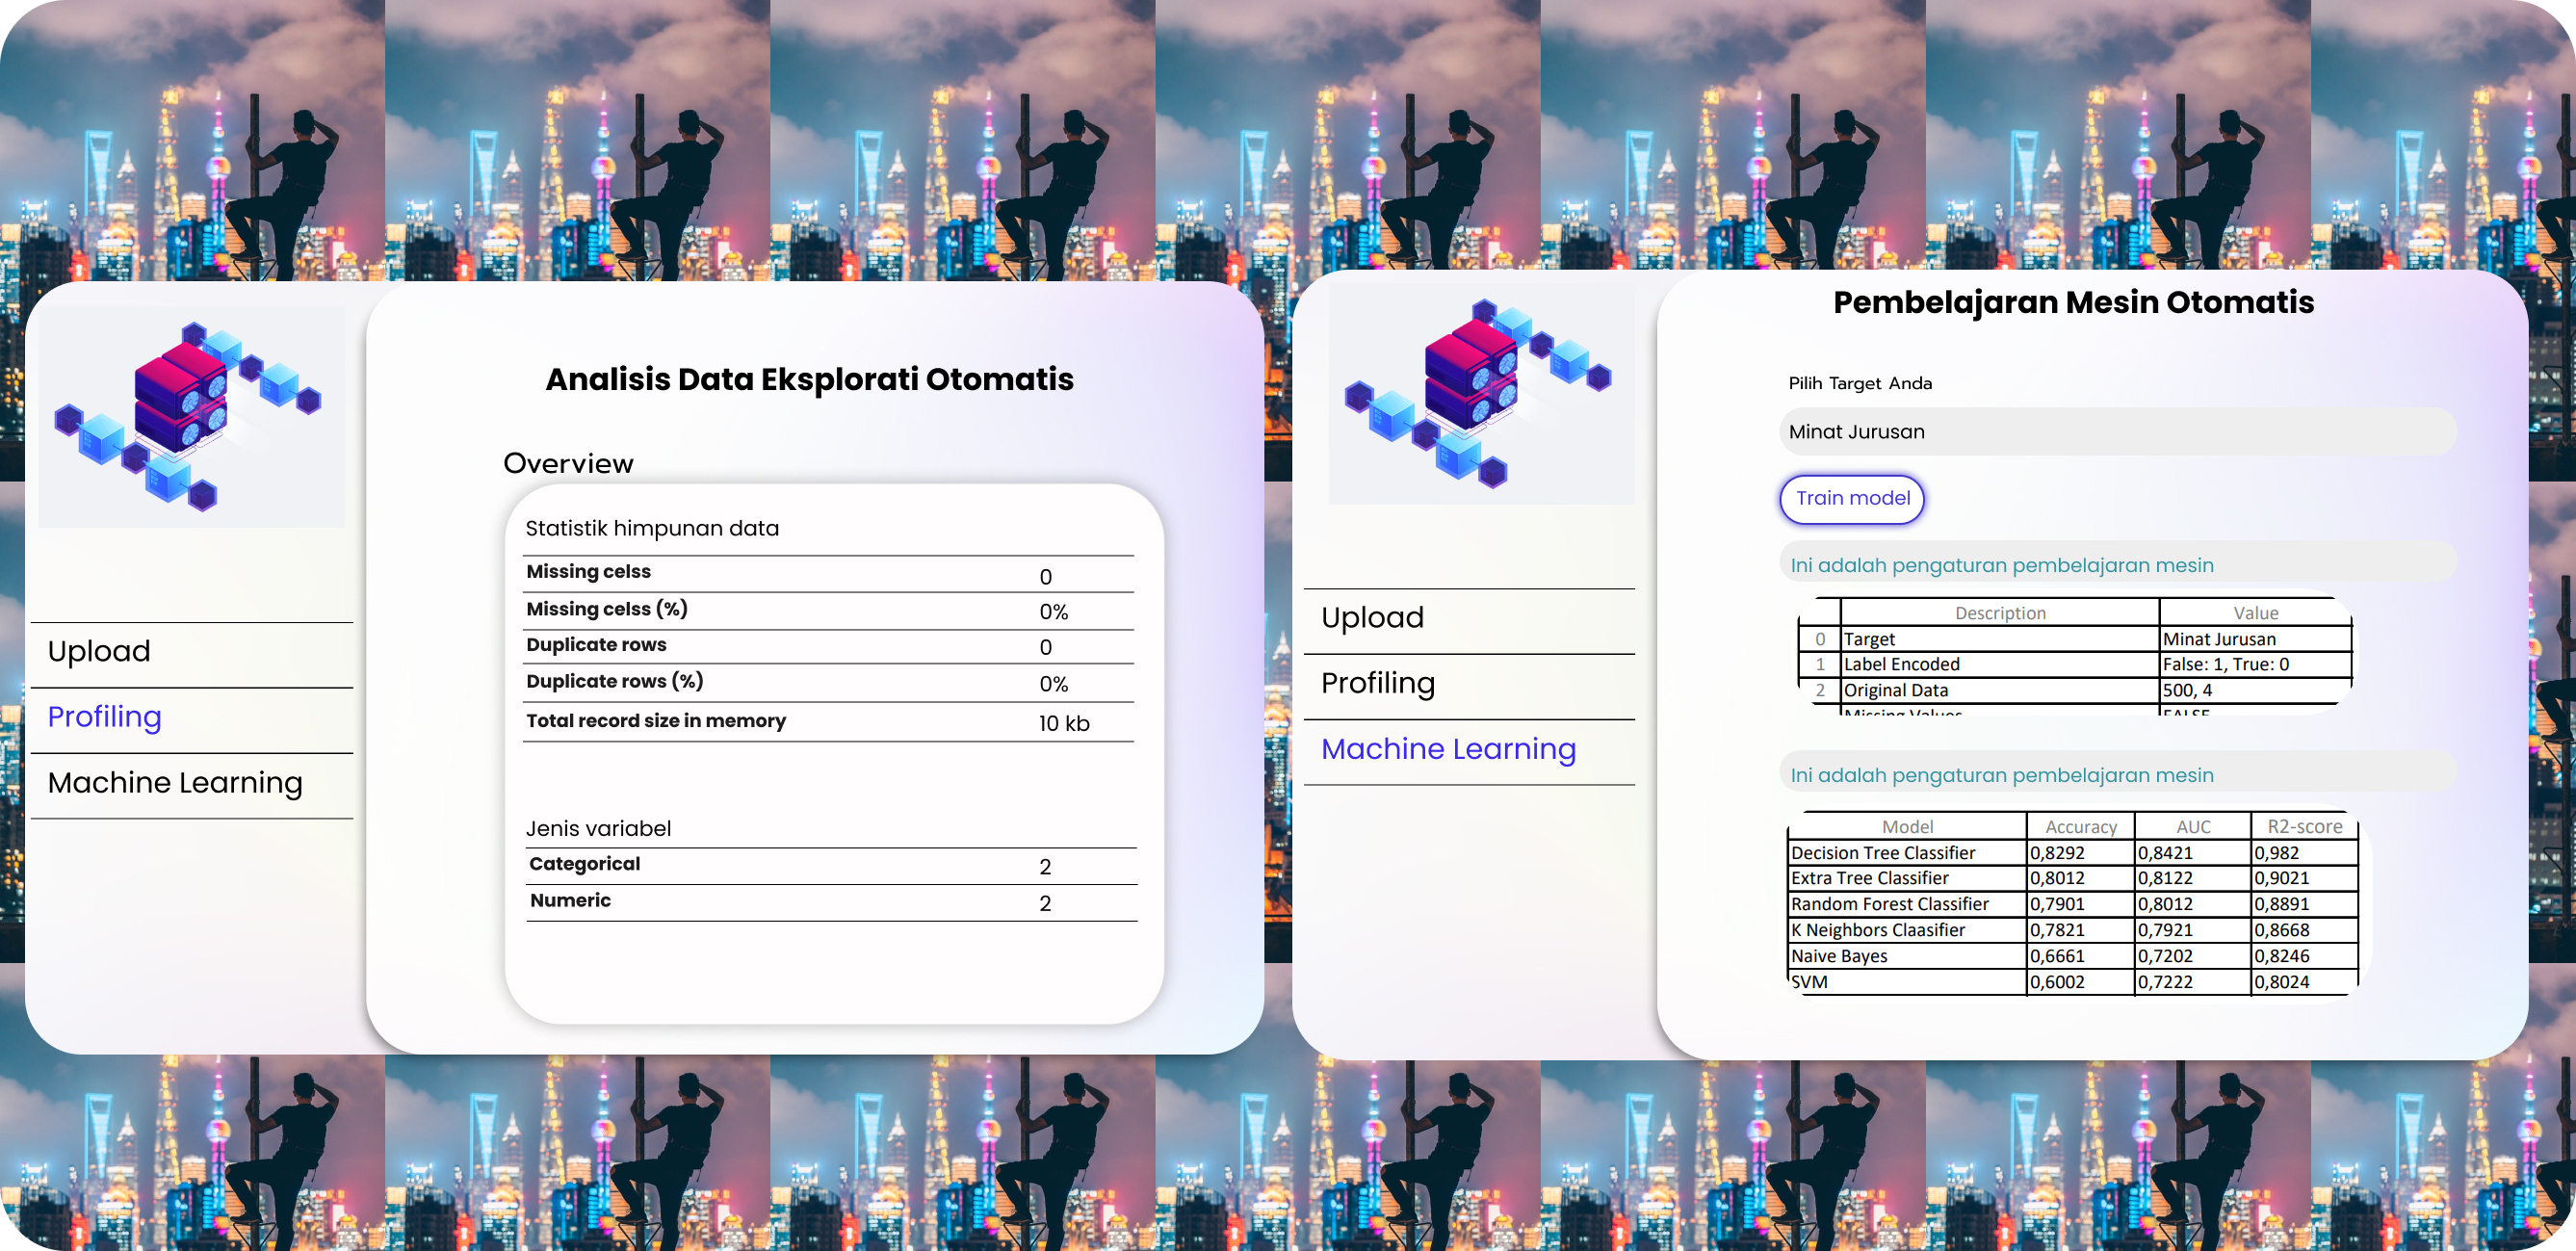 Upload
Profiling
Machine Learning
Analisis Data Eksplorati Otomatis
Overview
Statistik himpunan data
Missing celss 0
Missing celss (%) 0%
Duplicate rows 0
Duplicate rows (%) 0%
Total record size in memory 10 kb
Jenis variabel
Categorical 2
Numeric 2
Upload
Profiling
Machine Learning
Pembelajaran Mesin Otomatis
Pilih Target Anda
Minat Jurusan
Train model
Ini adalah pengaturan pembelajaran mesin
Description Value
0 Target Minat Jurusan
1 Label Encoded False: 1, True: 0
2 Original Data 500, 4
Missing Values FALSE
Ini adalah pengaturan pembelajaran mesin
Model Accuracy AUC R2-score
Decision Tree Classifier 0,8292 0,8421 0,982
Extra Tree Classifier 0,8012 0,8122 0,9021
Random Forest Classifier 0,7901 0,8012 0,8891
K Neighbors Claasifier 0,7821 0,7921 0,8668
Naive Bayes 0,6661 0,7202 0,8246
SVM 0,6002 0,7222 0,8024